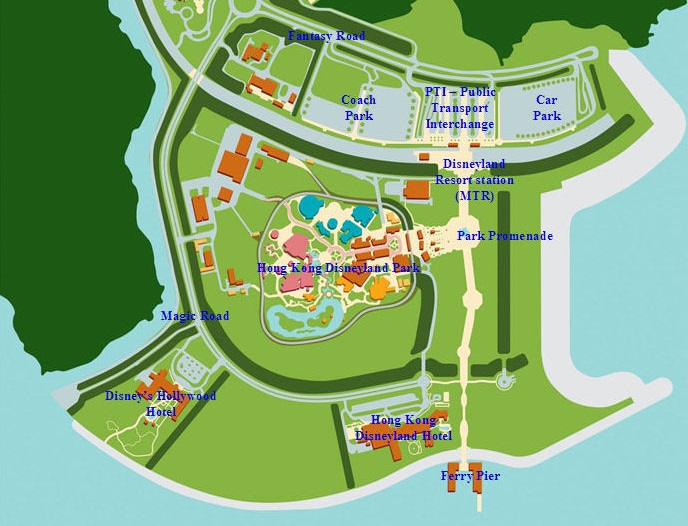 Fantasy Road
Coach
Park
PTI – Public
Transport
Interchange
Car
Park
Disneyland
Resort station
(MTR)
Park Promenade
Hong Kong Disneyland Park
Magic Road
Disney's Hollywood
Hotel
Hong Kong
Disneyland Hotel
Ferry Pier